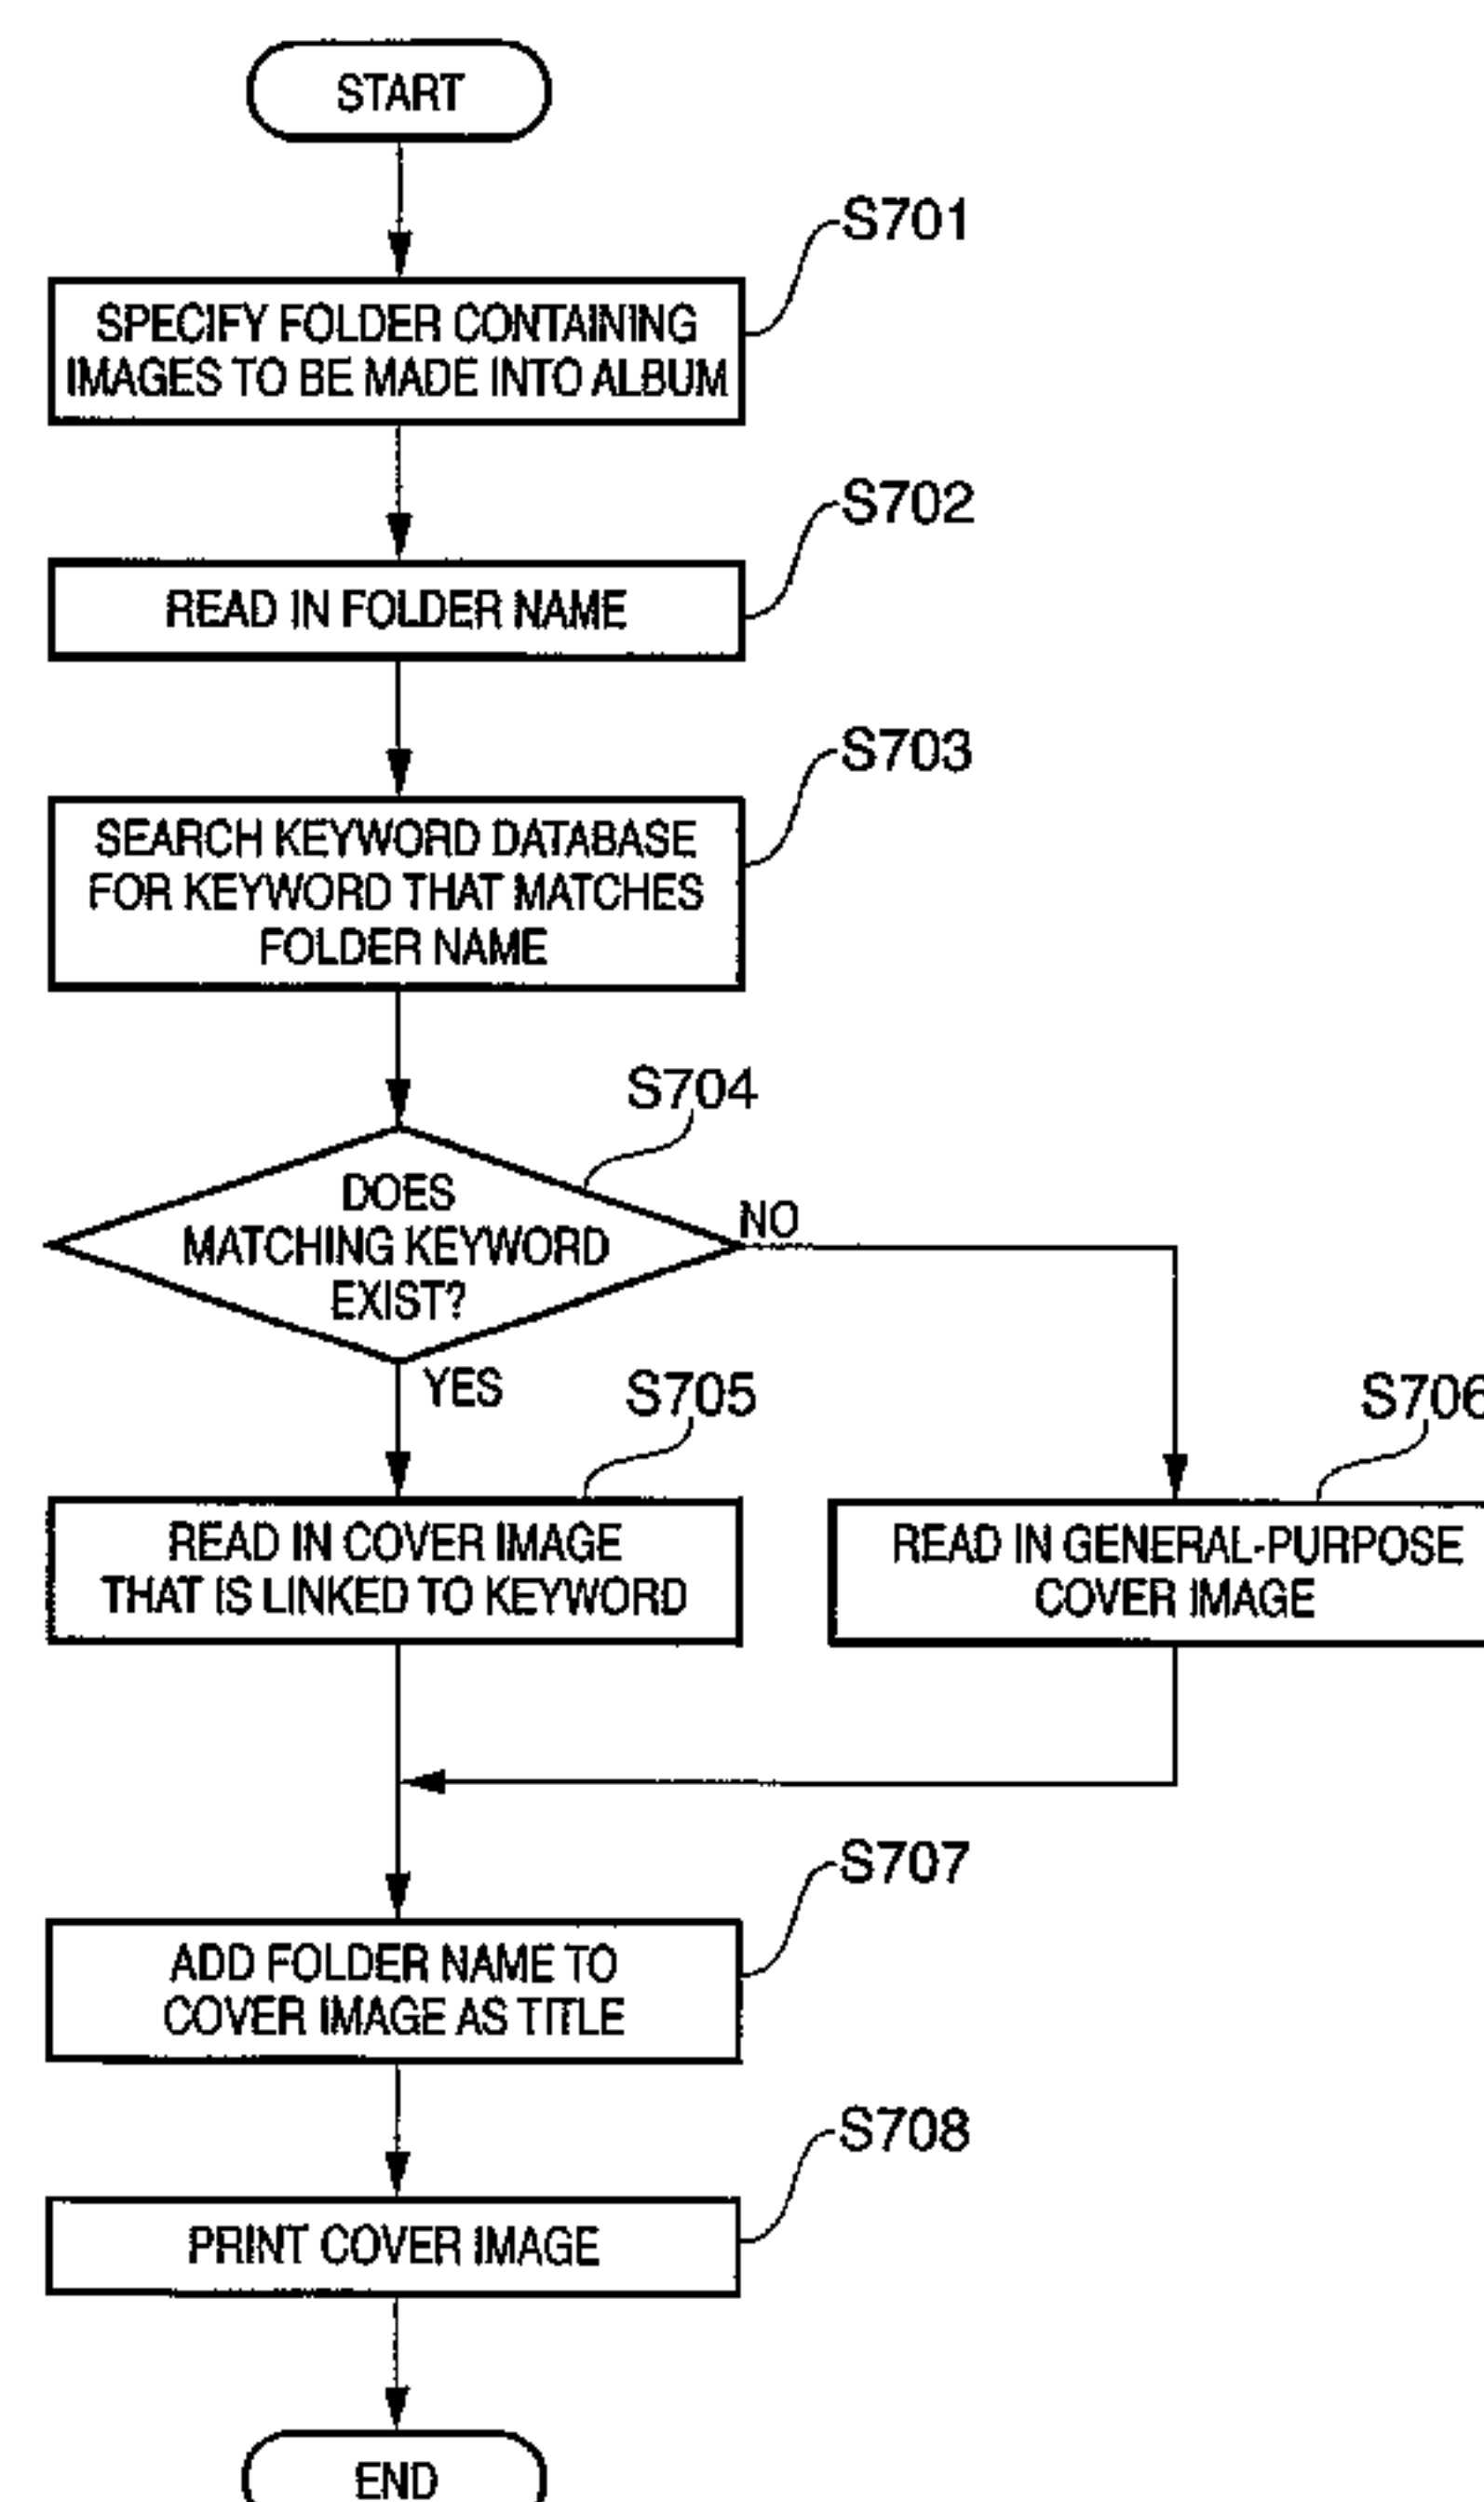 START
S701
SPECIFY FOLDER CONTAINING
IMAGES TO BE MADE INTO ALBUM
S702
READ IN FOLDER NAME
S703
SEARCH KEYWORD DATABASE
FOR KEYWORD THAT MATCHES
FOLDER NAME
S704
DOES
MATCHING KEYWORD
EXIST?
NO
YES
S705
S706
READ IN COVER IMAGE
THAT IS LINKED TO KEYWORD
READ IN GENERAL-PURPOSE
COVER IMAGE
S707
ADD FOLDER NAME TO
COVER IMAGE AS TITLE
S708
PRINT COVER IMAGE
END